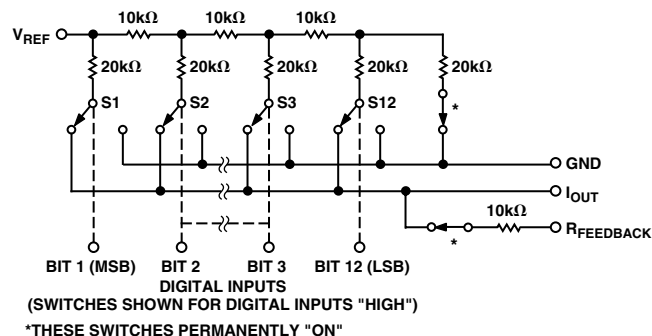 10kΩ 10kΩ 10kΩ
VREF
20kΩ 20kΩ 20kΩ 20kΩ 20kΩ
S1 S2 S3 S12 *
GND
IOUT
10kΩ
* RFEEDBACK
BIT 1 (MSB) BIT 2 BIT 3 BIT 12 (LSB)
DIGITAL INPUTS
(SWITCHES SHOWN FOR DIGITAL INPUTS "HIGH")
*THESE SWITCHES PERMANENTLY "ON"